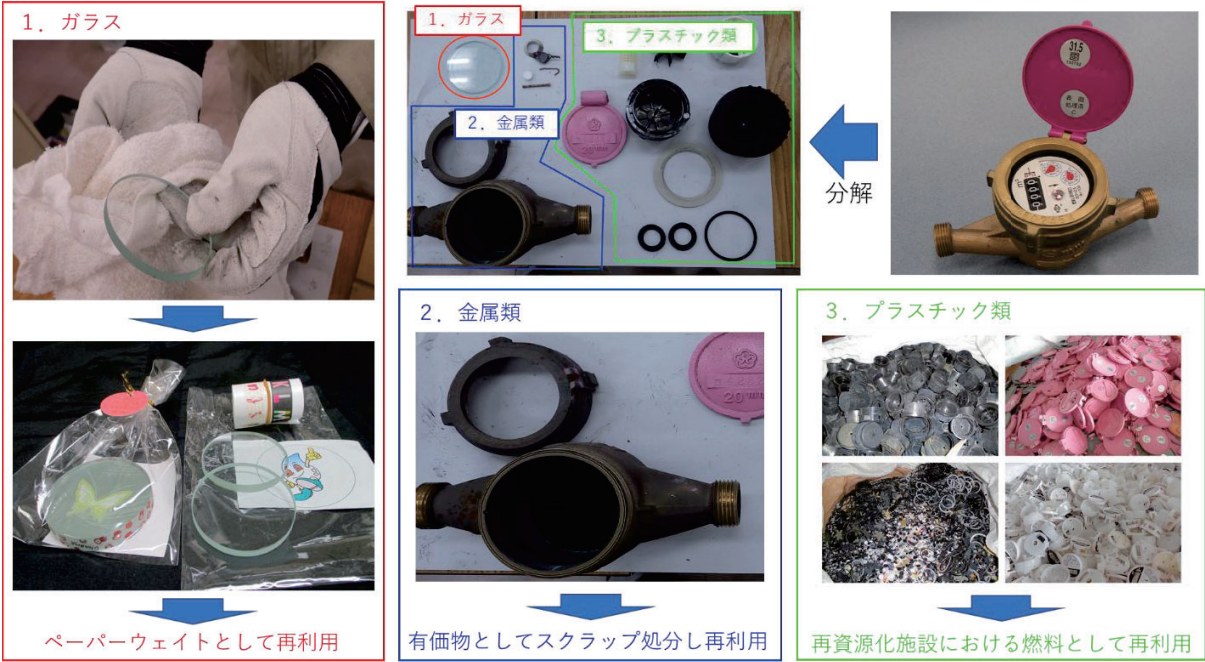 1．ガラス
1．ガラス
3．プラスチック類
2．金属類
31.5
分解
2．金属類
20mm
3．プラスチック類
ペーパーウェイトとして再利用
有価物としてスクラップ処分し再利用
再資源化施設における燃料として再利用